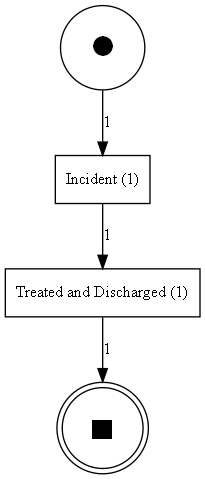 1
Incident (1)
1
Treated and Discharged (1)
1